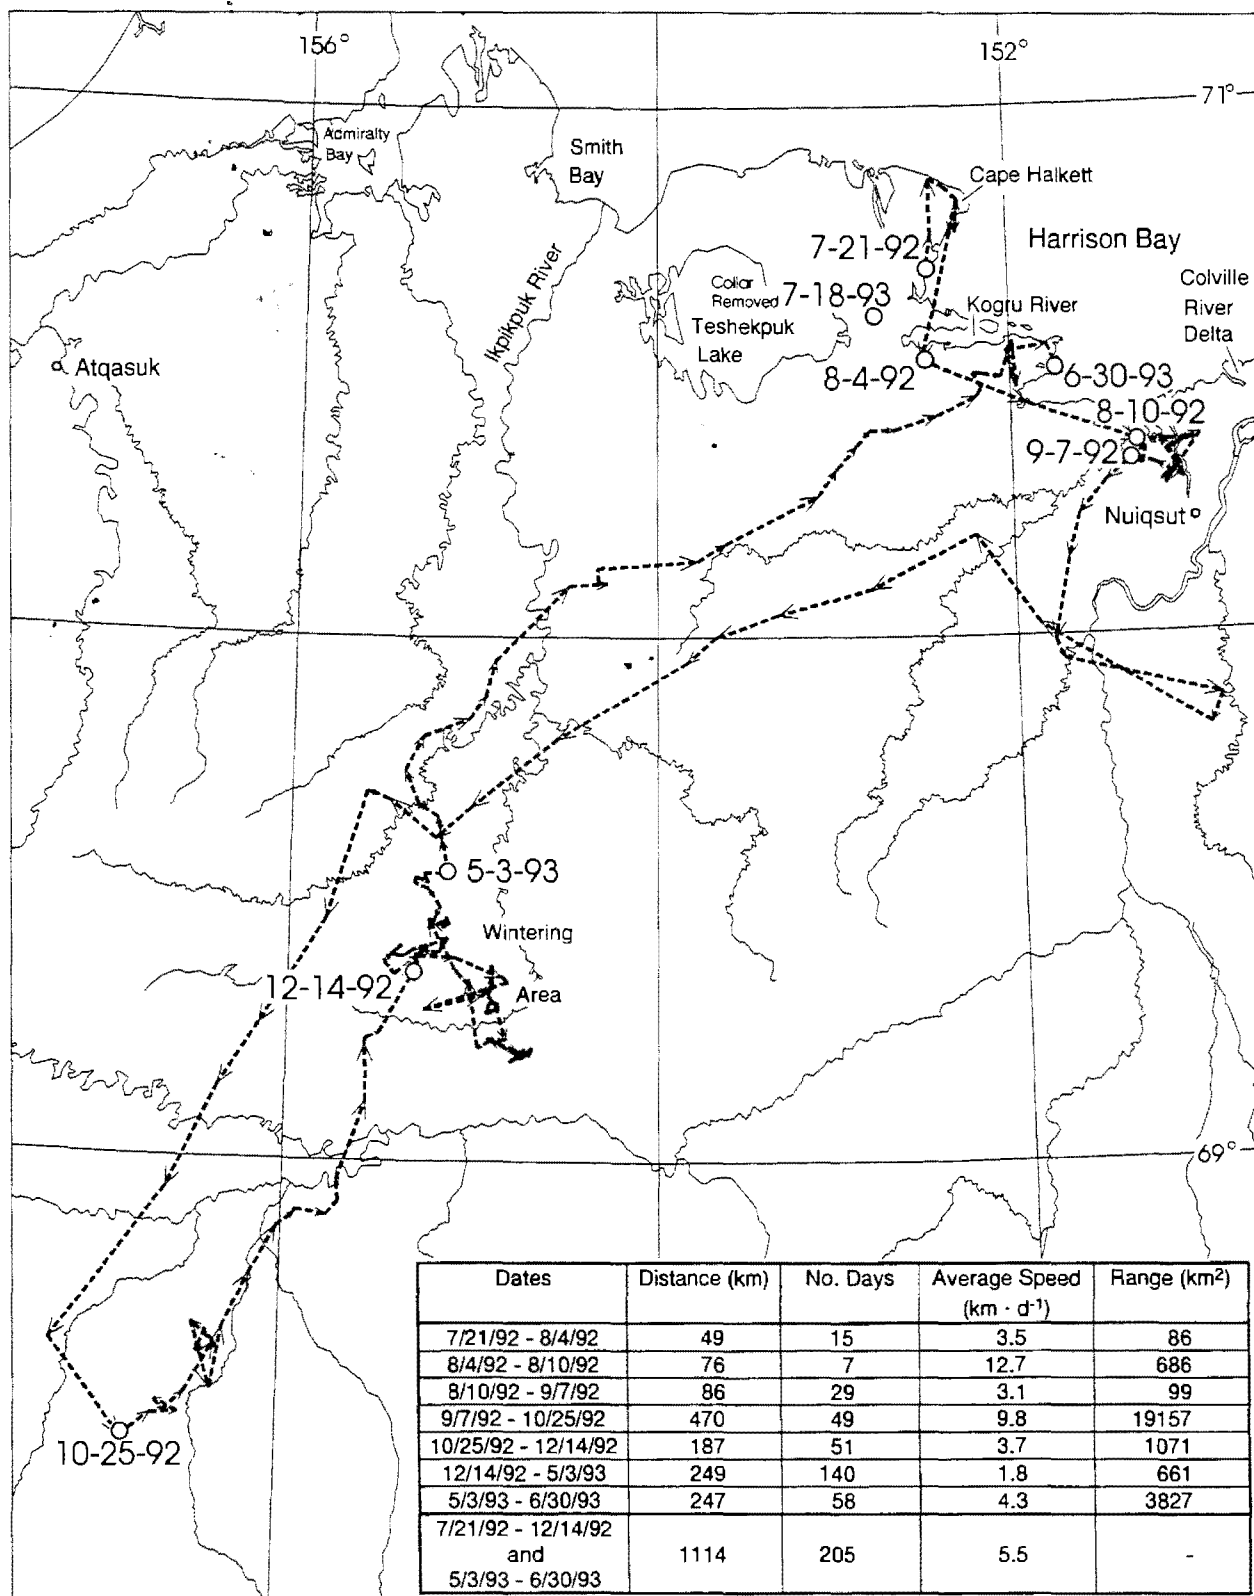 156°
152°
71°
Admiralty
Bay
Smith
Bay
Cape Halkett
7-21-92
Harrison Bay
Ikpikpuk River
Collar
Removed
7-18-93
Colville
River
Delta
Kogru River
Teshekpuk
Lake
Atqasuk
8-4-92
6-30-93
8-10-92
9-7-92
Nuiqsut
5-3-93
Wintering
Area
12-14-92
69°
10-25-92
Dates Distance (km) No. Days Average Speed (km · d-1) Range (km2)
7/21/92 - 8/4/92 49 15 3.5 86
8/4/92 - 8/10/92 76 7 12.7 686
8/10/92 - 9/7/92 86 29 3.1 99
9/7/92 - 10/25/92 470 49 9.8 19157
10/25/92 - 12/14/92 187 51 3.7 1071
12/14/92 - 5/3/93 249 140 1.8 661
5/3/93 - 6/30/93 247 58 4.3 3827
7/21/92 - 12/14/92
and 1114 205 5.5 -
5/3/93 - 6/30/93